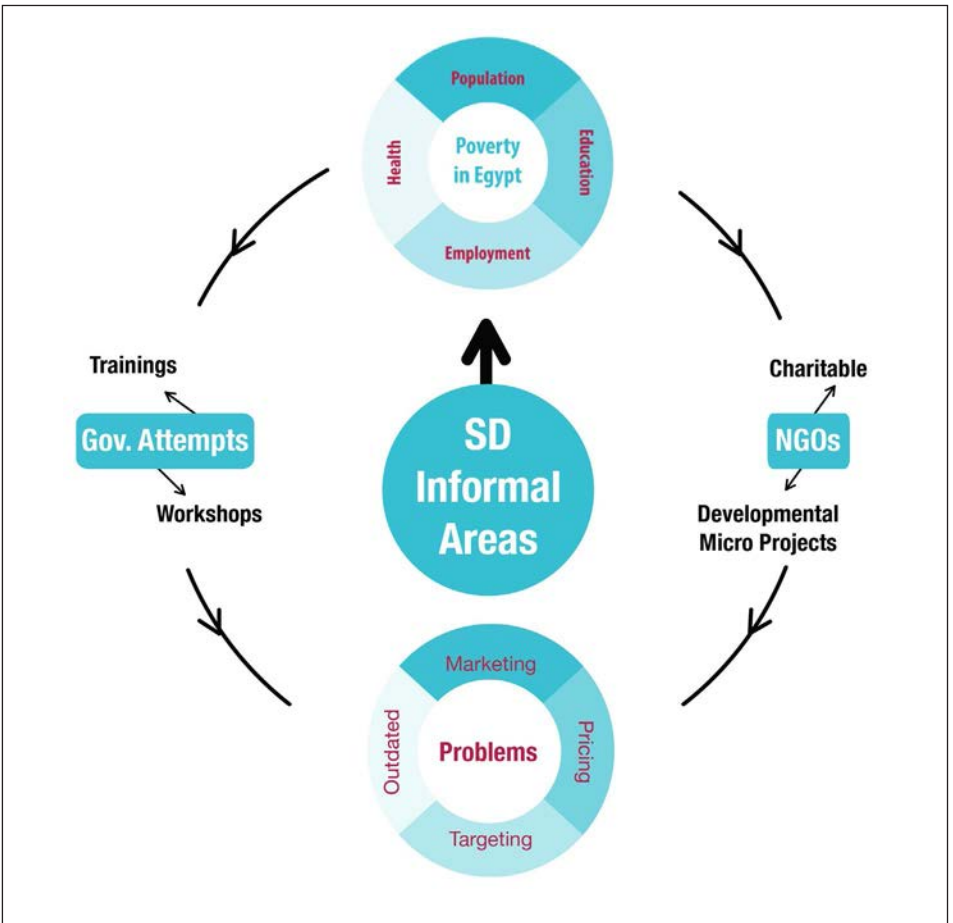 Population
Health
Poverty
in Egypt
Education
Employment
Trainings
Gov. Attempts
Workshops
SD
Informal
Areas
Charitable
NGOs
Developmental
Micro Projects
Marketing
Outdated
Problems
Pricing
Targeting